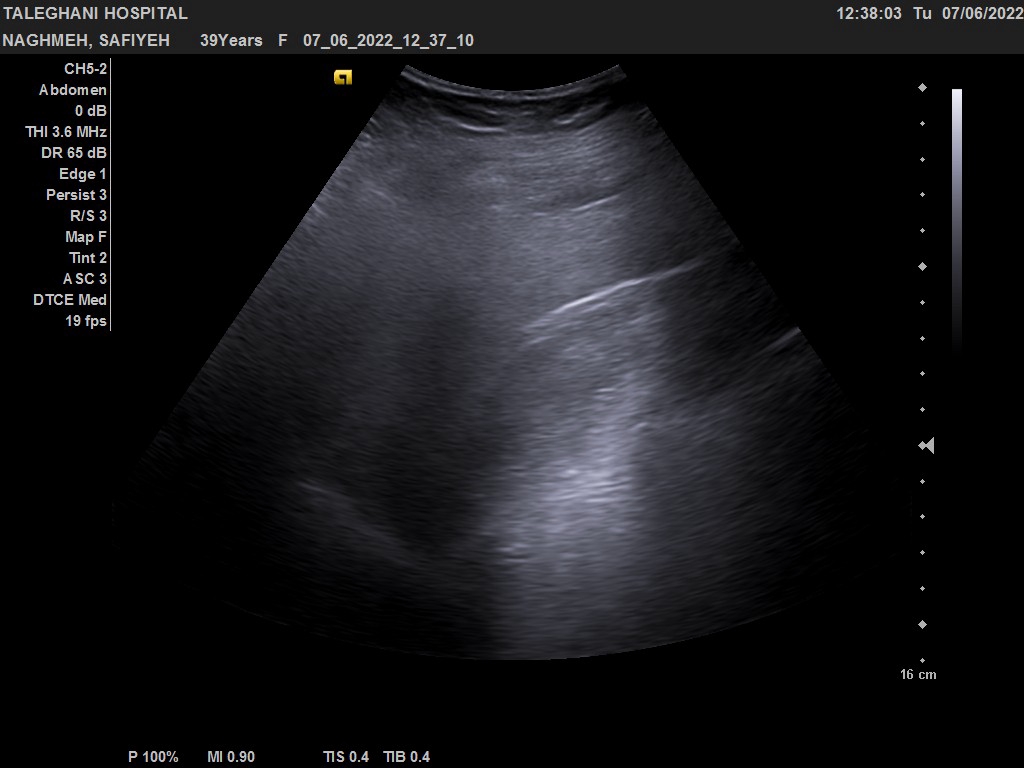 TALEGHANI HOSPITAL 12:38:03 Tu 07/06/2022
NAGHMEH, SAFIYEH 39Years F 07_06_2022_12_37_10
CH5-2
Abdomen
0 dB
THI 3.6 MHz
DR 65 dB
Edge 1
Persist 3
R/S 3
Map F
Tint 2
ASC 3
DTCE Med
19 fps
16 cm
P 100% MI 0.90 TIS 0.4 TIB 0.4